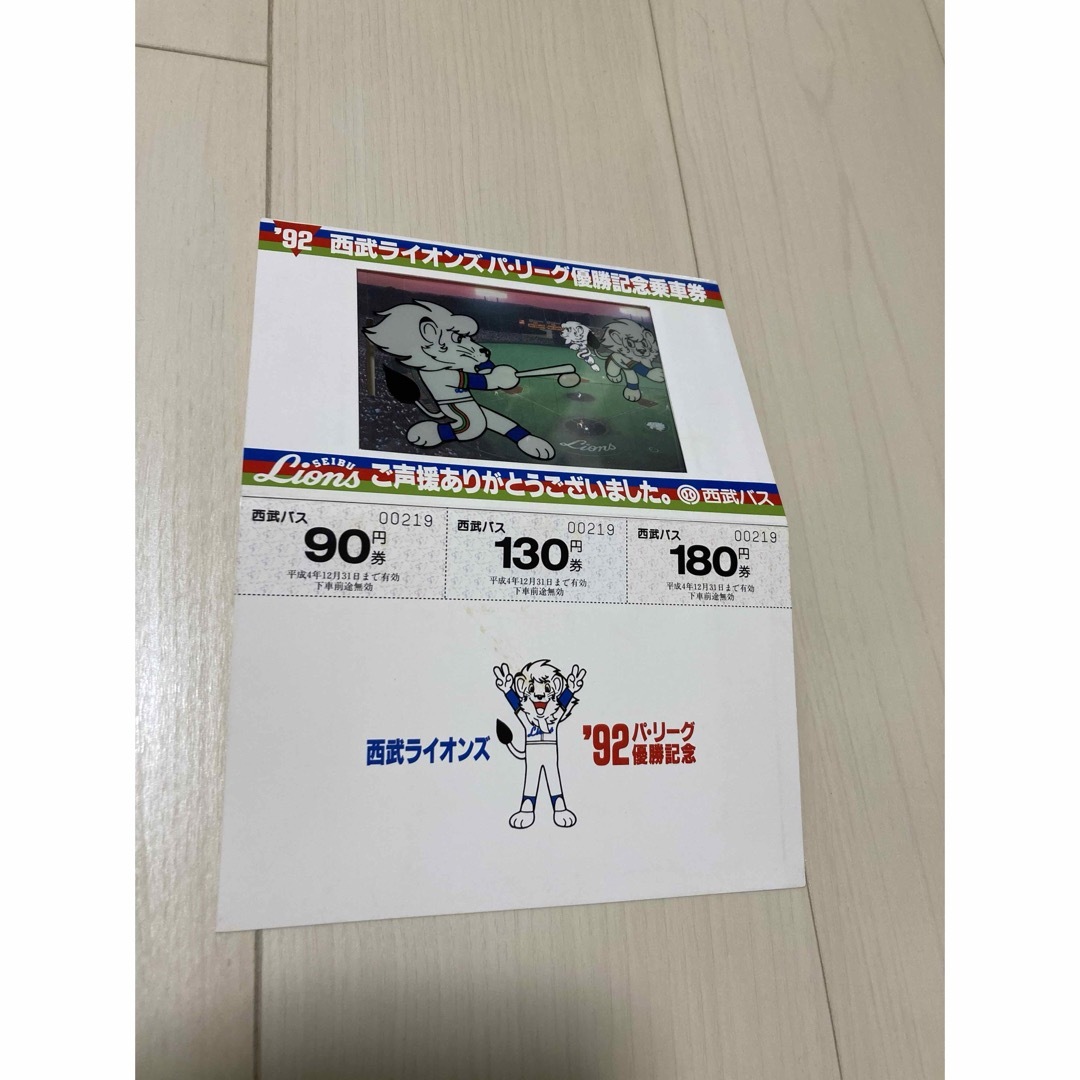 '92 西武ライオンズ パ・リーグ優勝記念乗車券
Lions
SEIBU
Lions ご声援ありがとうございました。 西武バス
西武バス 00219
90円券
平成4年12月31日まで有効
下車前途無効
西武バス 00219
130円券
平成4年12月31日まで有効
下車前途無効
西武バス 00219
180円券
平成4年12月31日まで有効
下車前途無効
西武ライオンズ
'92 パ・リーグ
優勝記念